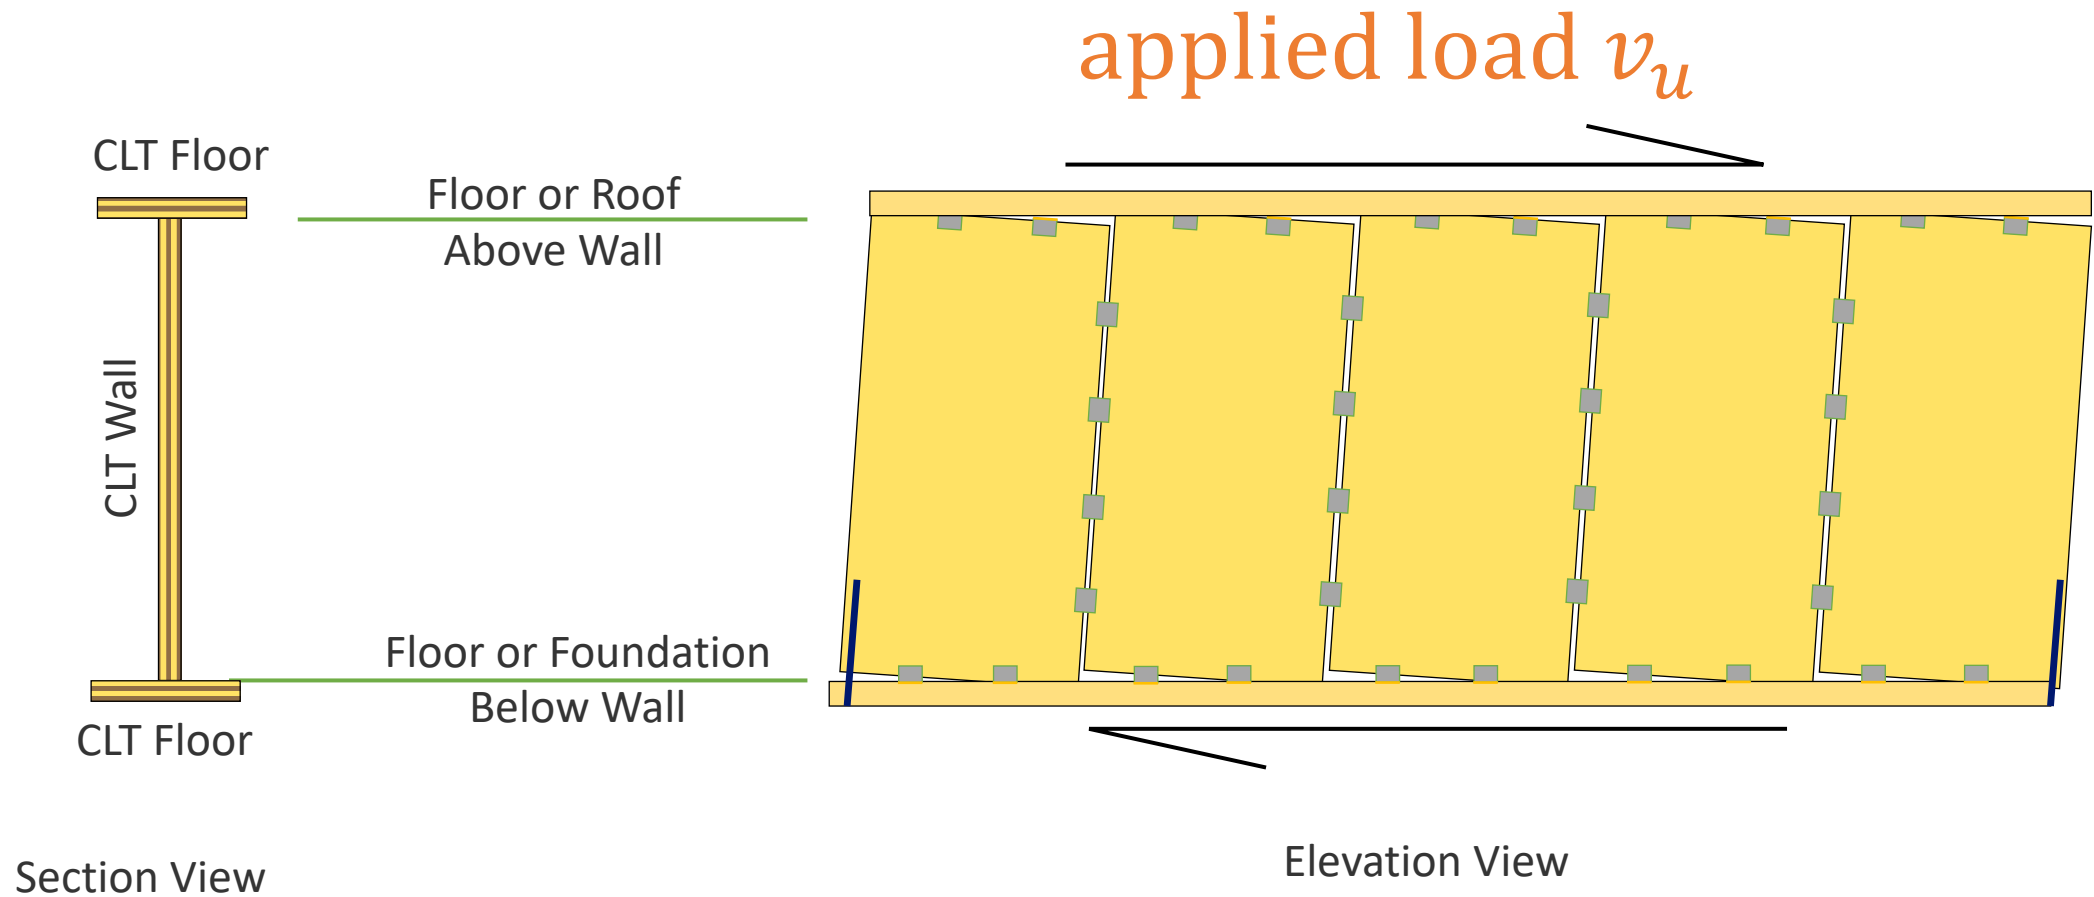 applied load vᵤ
CLT Floor
Floor or Roof
Above Wall
CLT Wall
Floor or Foundation
Below Wall
CLT Floor
Section View
Elevation View